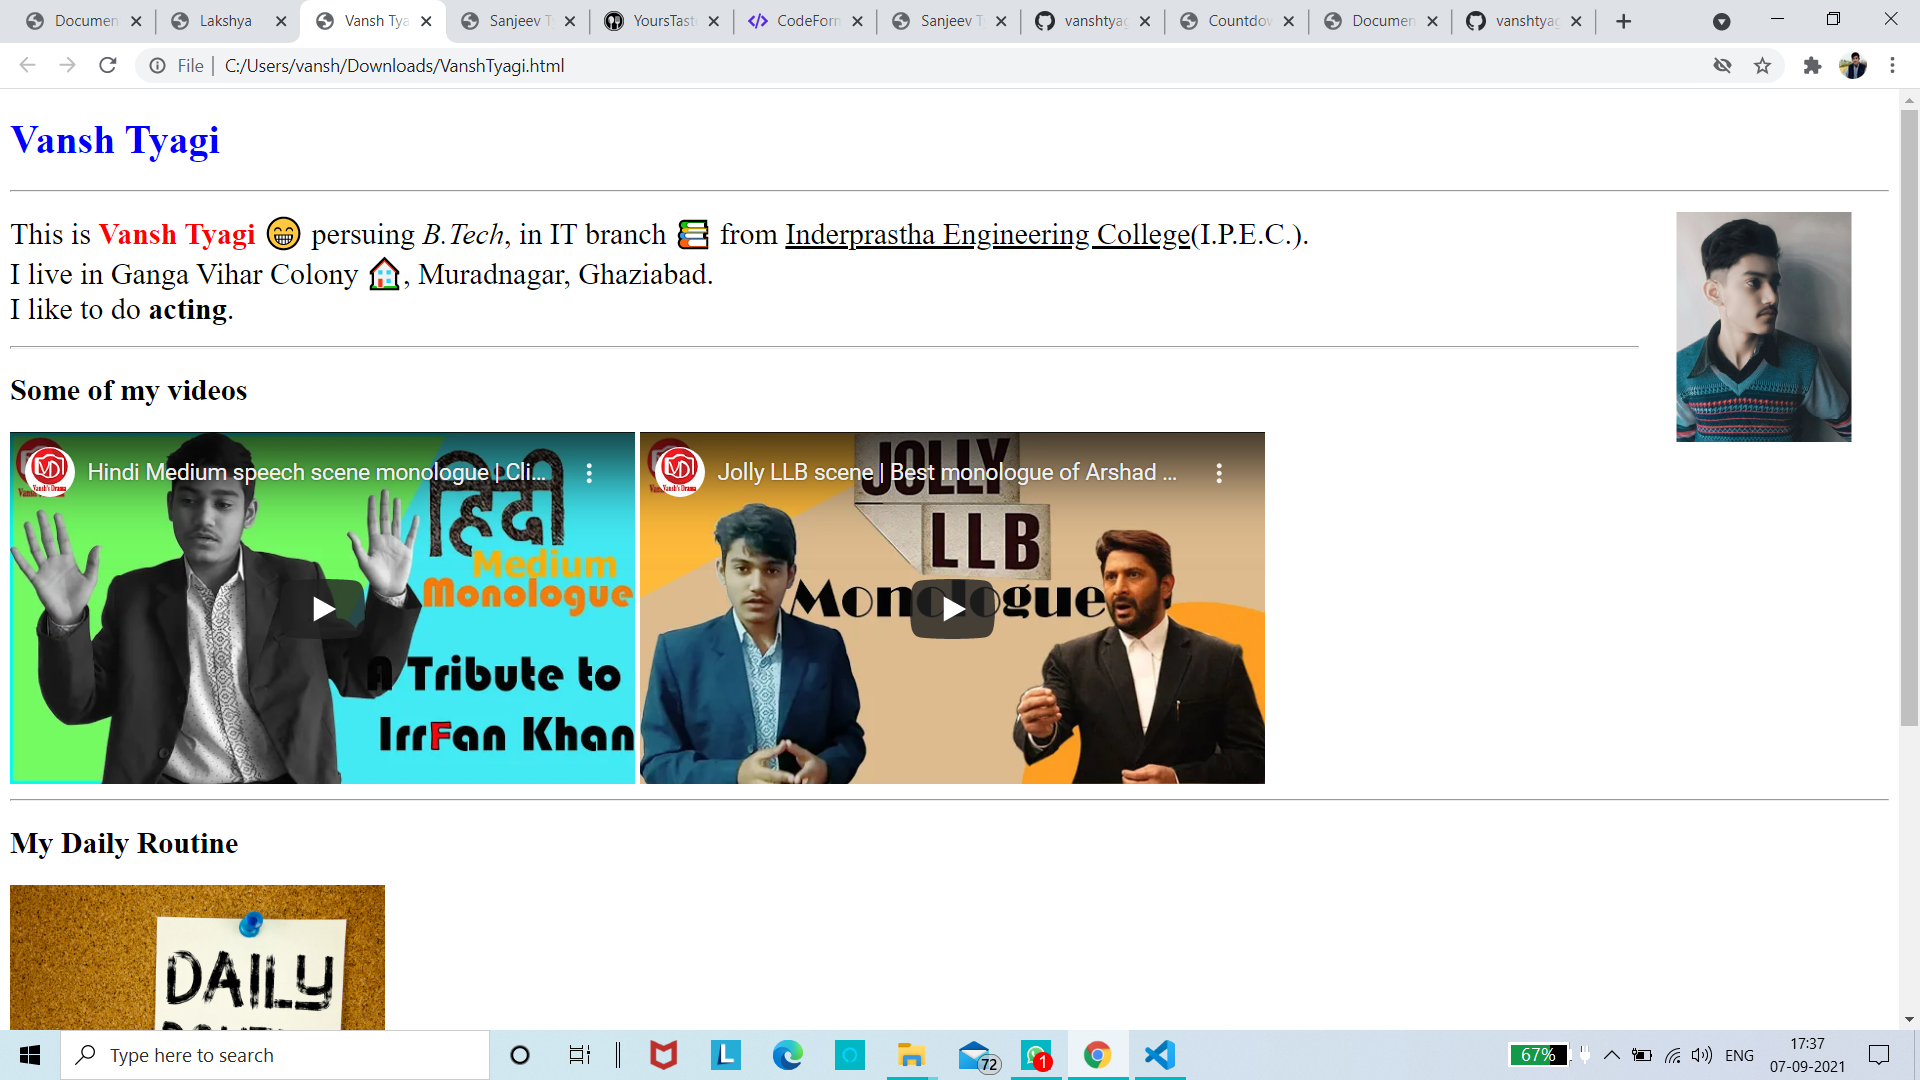 Documen
Lakshya
Vansh Tya
Sanjeev T
YoursTast
CodeForm
Sanjeev T
vanshtyag
Countdow
Documen
vanshtyag
File | C:/Users/vansh/Downloads/VanshTyagi.html
Vansh Tyagi
This is Vansh Tyagi 😁 persuing B.Tech, in IT branch 📚 from Inderprastha Engineering College(I.P.E.C.).
I live in Ganga Vihar Colony 🏠, Muradnagar, Ghaziabad.
I like to do acting.
Some of my videos
Hindi Medium speech scene monologue | Cli...
हिंदी
Medium
Monologue
A Tribute to
IrrFan Khan
Jolly LLB scene | Best monologue of Arshad ...
JOLLY
LLB
Monologue
My Daily Routine
DAILY
Type here to search
L
72
1
67%
ENG
17:37
07-09-2021